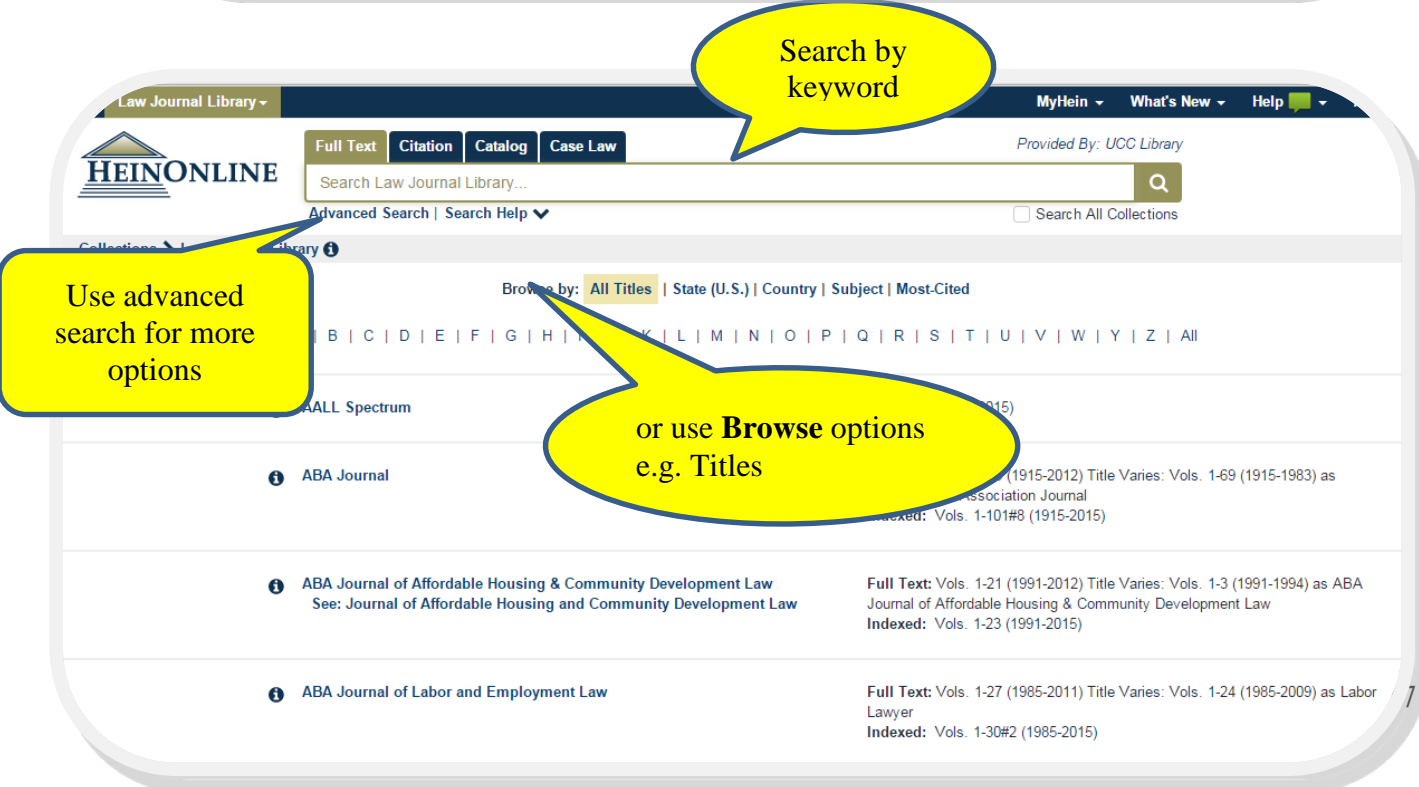 Search by
keyword
Law Journal Library
MyHein What's New Help
Full Text Citation Catalog Case Law
Provided By: UCC Library
HEINONLINE
Search Law Journal Library...
Advanced Search | Search Help
Search All Collections
Use advanced
search for more
options
Browse by: All Titles | State (U.S.) | Country | Subject | Most-Cited
| B | C | D | E | F | G | H | K | L | M | N | O | P | Q | R | S | T | U | V | W | Y | Z | All
or use Browse options
e.g. Titles
AALL Spectrum
ABA Journal
(1915-2012) Title Varies: Vols. 1-69 (1915-1983) as
Association Journal
Indexed: Vols. 1-101#8 (1915-2015)
ABA Journal of Affordable Housing & Community Development Law
See: Journal of Affordable Housing and Community Development Law
Full Text: Vols. 1-21 (1991-2012) Title Varies: Vols. 1-3 (1991-1994) as ABA
Journal of Affordable Housing & Community Development Law
Indexed: Vols. 1-23 (1991-2015)
ABA Journal of Labor and Employment Law
Full Text: Vols. 1-27 (1985-2011) Title Varies: Vols. 1-24 (1985-2009) as Labor
Lawyer
Indexed: Vols. 1-30#2 (1985-2015)
7